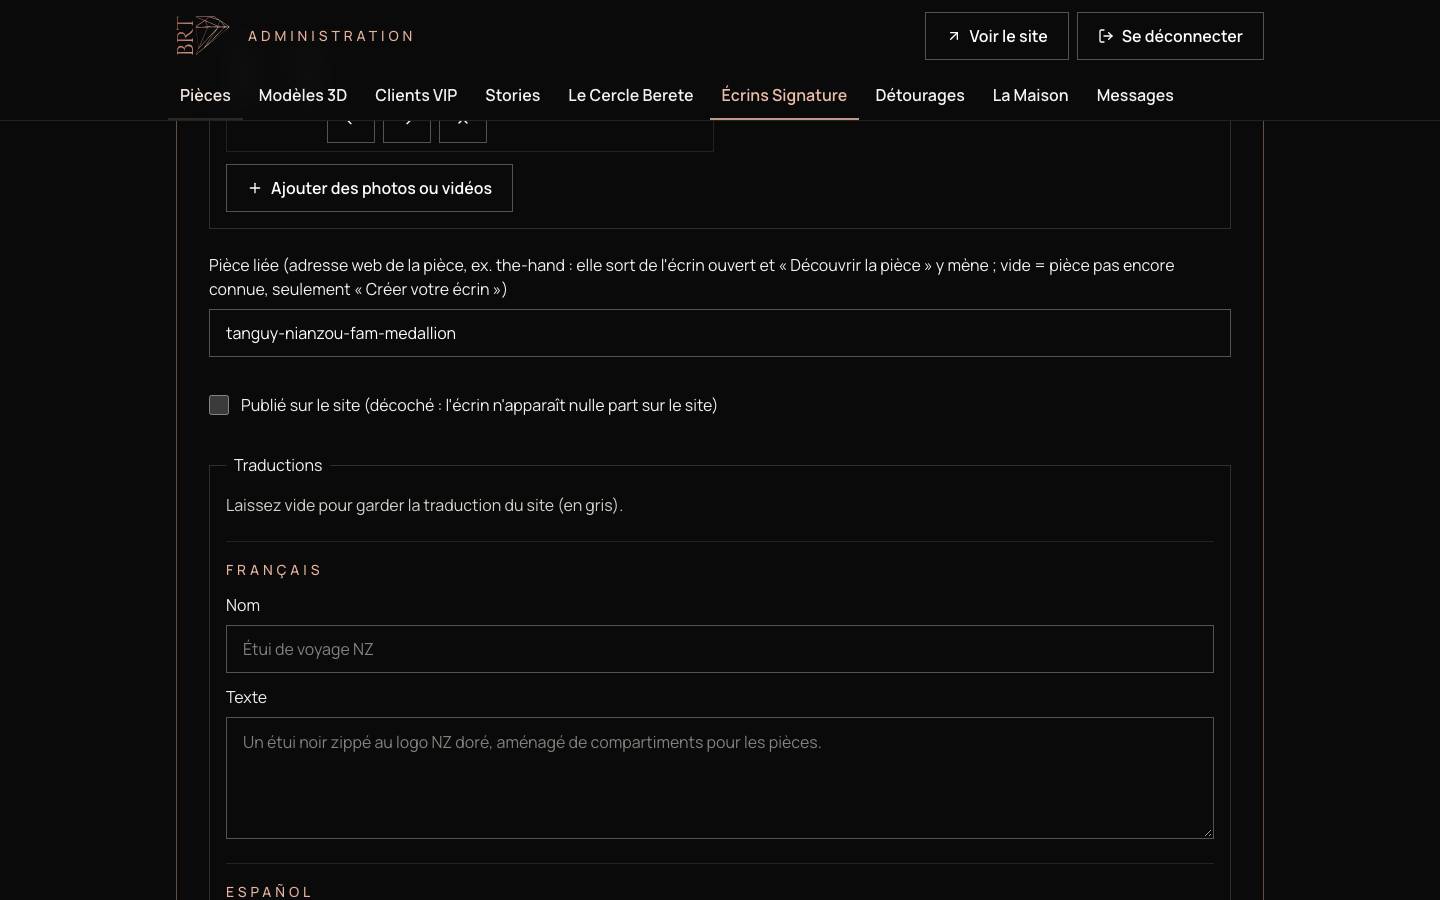 BRT
ADMINISTRATION
Voir le site
Se déconnecter
Pièces
Modèles 3D
Clients VIP
Stories
Le Cercle Berete
Écrins Signature
Détourages
La Maison
Messages
Ajouter des photos ou vidéos
Pièce liée (adresse web de la pièce, ex. the-hand : elle sort de l'écrin ouvert et « Découvrir la pièce » y mène ; vide = pièce pas encore
connue, seulement « Créer votre écrin »)
tanguy-nianzou-fam-medallion
Publié sur le site (décoché : l'écrin n'apparaît nulle part sur le site)
Traductions
Laissez vide pour garder la traduction du site (en gris).
FRANÇAIS
Nom
Étui de voyage NZ
Texte
Un étui noir zippé au logo NZ doré, aménagé de compartiments pour les pièces.
ESPAÑOL